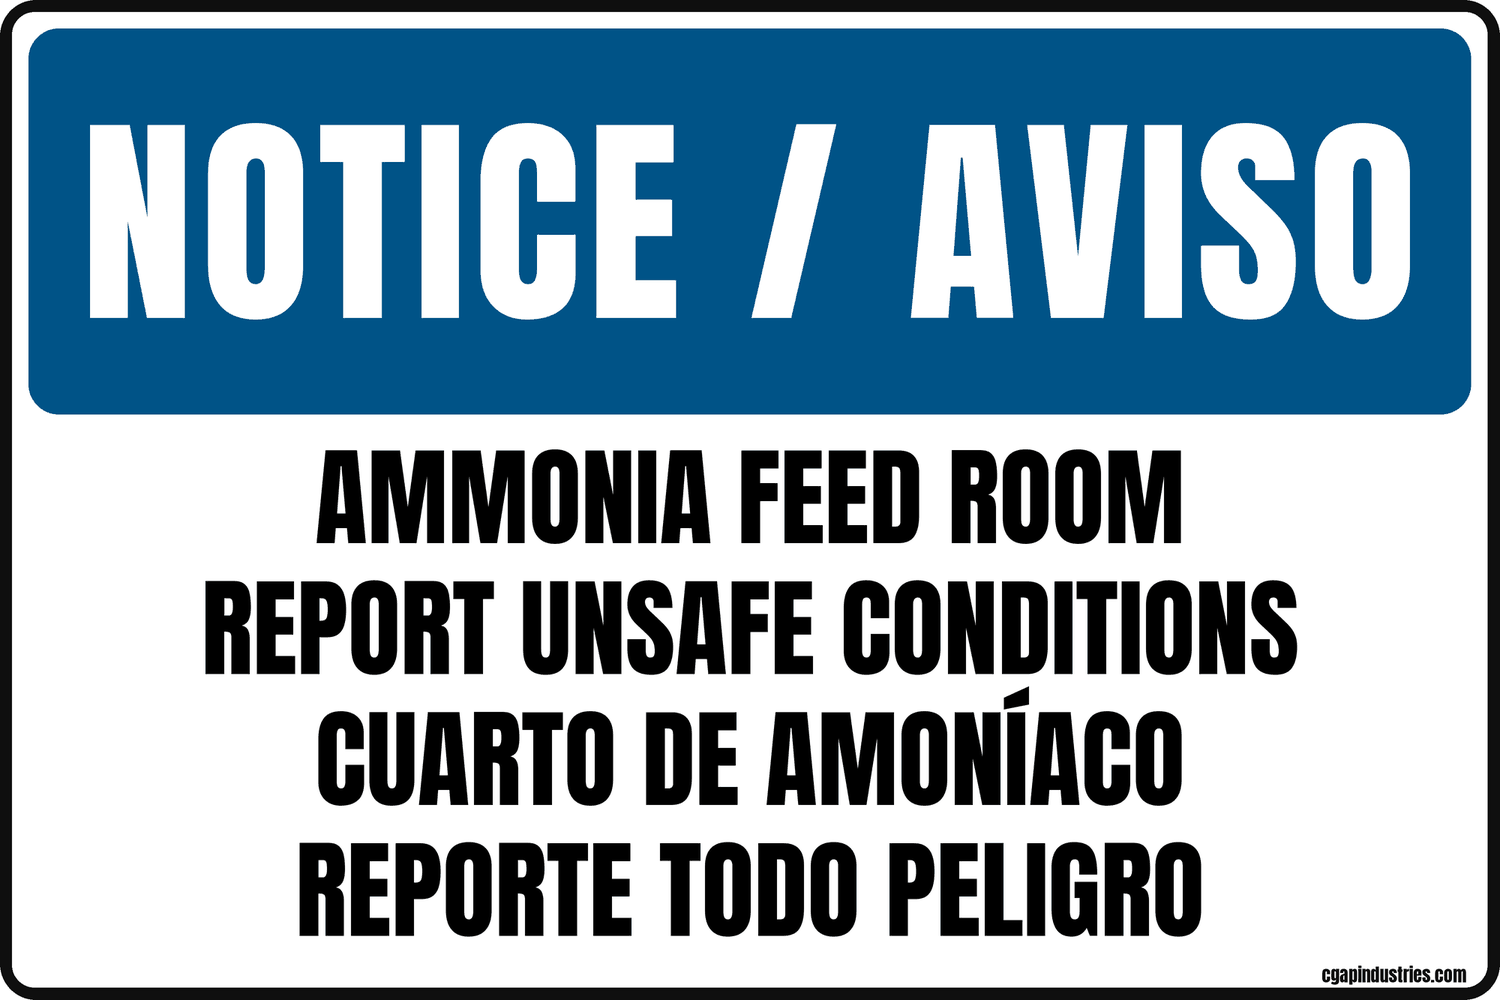 NOTICE / AVISO
AMMONIA FEED ROOM
REPORT UNSAFE CONDITIONS
CUARTO DE AMONÍACO
REPORTE TODO PELIGRO
cgapindustries.com